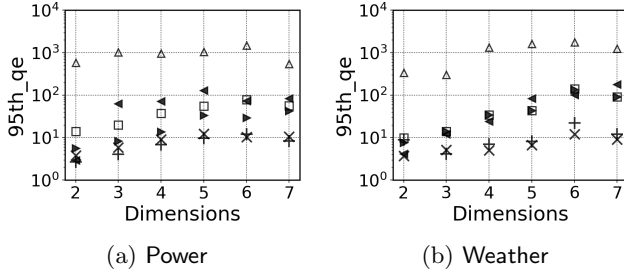 10⁴
10³
10²
10¹
10⁰
95th_qe
2 3 4 5 6 7
Dimensions
(a) Power
10⁴
10³
10²
10¹
10⁰
95th_qe
2 3 4 5 6 7
Dimensions
(b) Weather